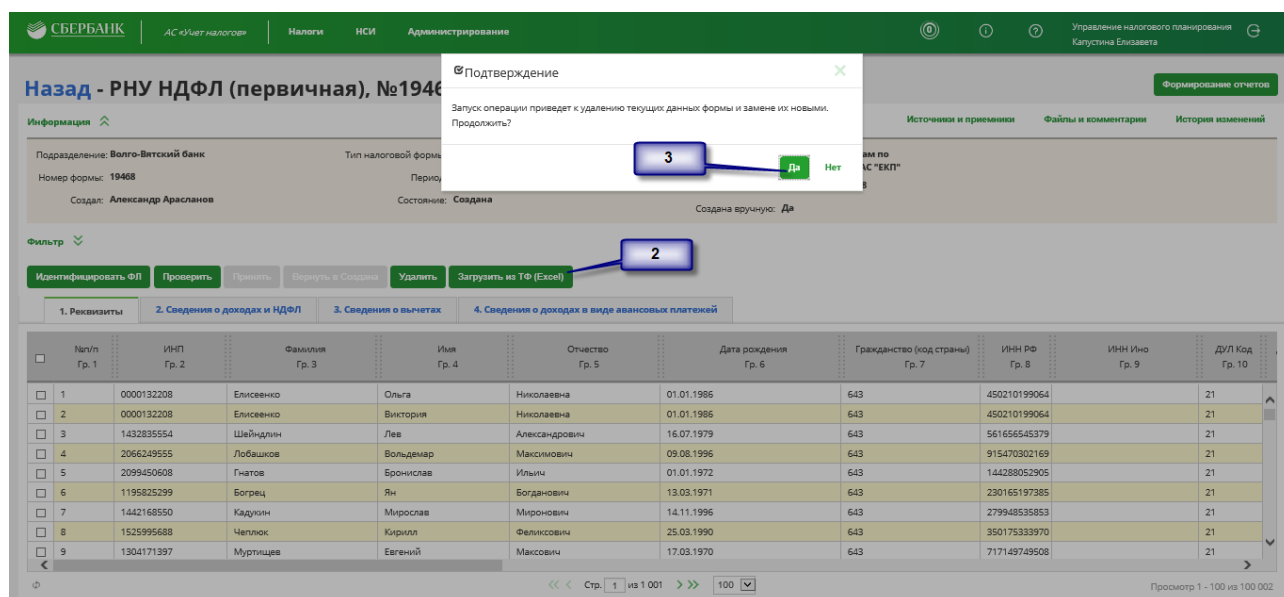 СБЕРБАНК АС «Учет налогов» Налоги НСИ Администрирование 0 Управление налогового планирования
Капустина Елизавета
Подтверждение
Назад - РНУ НДФЛ (первичная), №1946
Формирование отчетов
Запуск операции приведет к удалению текущих данных формы и замене их новыми.
Продолжить?
Информация Источники и приемники Файлы и комментарии История изменений
Да Нет
3
Подразделение: Волго-Вятский банк Тип налоговой формы ам по
АС "ЕКП"
Номер формы: 19468 Период
Создал: Александр Арасланов Состояние: Создана
Создана вручную: Да
Фильтр
2
Идентифицировать ФЛ Проверить Принять Вернуть в Создана Удалить Загрузить из ТФ (Excel)
1. Реквизиты 2. Сведения о доходах и НДФЛ 3. Сведения о вычетах 4. Сведения о доходах в виде авансовых платежей
№п/п ИНП Фамилия Имя Отчество Дата рождения Гражданство (код страны) ИНН РФ ИНН Ино ДУЛ Код
Гр. 1 Гр. 2 Гр. 3 Гр. 4 Гр. 5 Гр. 6 Гр. 7 Гр. 8 Гр. 9 Гр. 10
1 0000132208 Елисеенко Ольга Николаевна 01.01.1986 643 450210199064 21
2 0000132208 Елисеенко Виктория Николаевна 01.01.1986 643 450210199064 21
3 1432835554 Шейндлин Лев Александрович 16.07.1979 643 561656545379 21
4 2066249555 Лобашков Вольдемар Максимович 09.08.1996 643 915470302169 21
5 2099450608 Гнатов Бронислав Ильич 01.01.1972 643 144288052905 21
6 1195825299 Борец Ян Богданович 13.03.1971 643 230165197385 21
7 1442168550 Кадукин Мирослав Миронович 14.11.1996 643 279948535853 21
8 1525995688 Чеплюк Кирилл Феликсович 25.03.1990 643 350175333970 21
9 1304171397 Муртищев Евгений Максович 17.03.1970 643 717149749508 21
Стр. 1 из 1 001 100
Просмотр 1 - 100 из 100 002